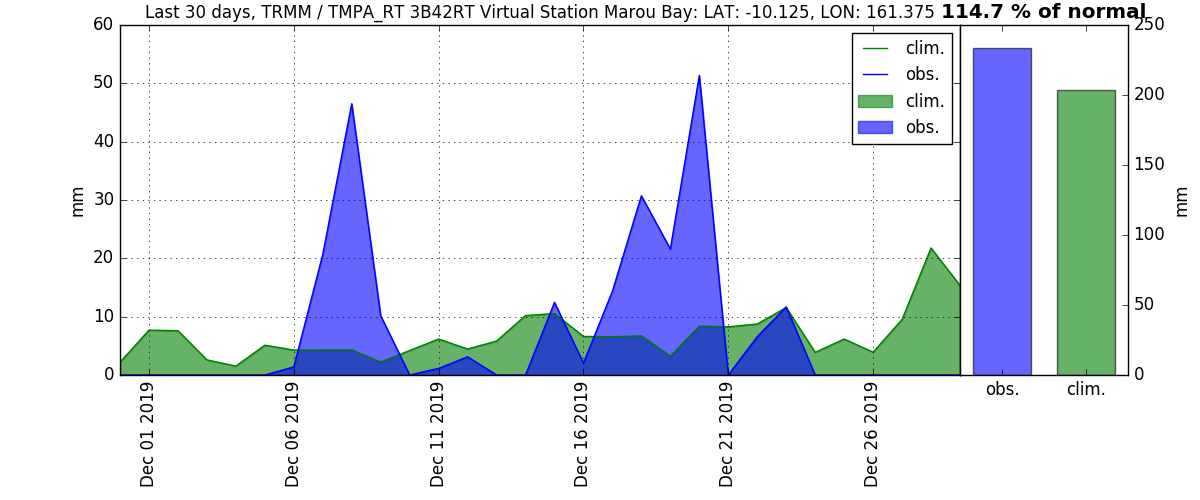 Last 30 days, TRMM / TMPA_RT 3B42RT Virtual Station Marou Bay: LAT: -10.125, LON: 161.375 114.7 % of normal
60
50
40
30
20
10
0
mm
clim.
obs.
clim.
obs.
Dec 01 2019
Dec 06 2019
Dec 11 2019
Dec 16 2019
Dec 21 2019
Dec 26 2019
250
200
150
100
50
0
mm
obs.
clim.